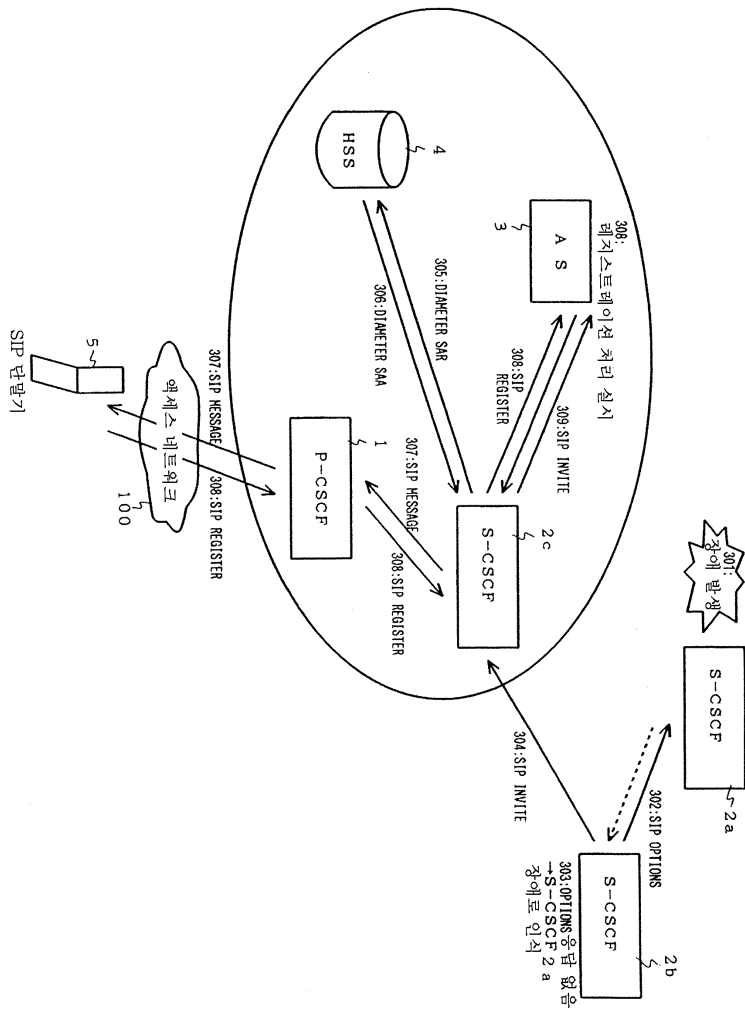 301:
장애 발생
S-CSCF
2a
302:SIP OPTIONS
S-CSCF
2b
303:OPTIONS응답 없음
→S-CSCF 2a
장애로 인식
304:SIP INVITE
308:
레지스트레이션 처리 실시
A S
3
309:SIP INVITE
308:SIP
REGISTER
S-CSCF
2c
4
HSS
305:DIAMETER SAR
306:DIAMETER SAA
307:SIP MESSAGE
308:SIP REGISTER
1
P-CSCF
307:SIP MESSAGE
308:SIP REGISTER
액세스 네트워크
100
5
SIP 단말기